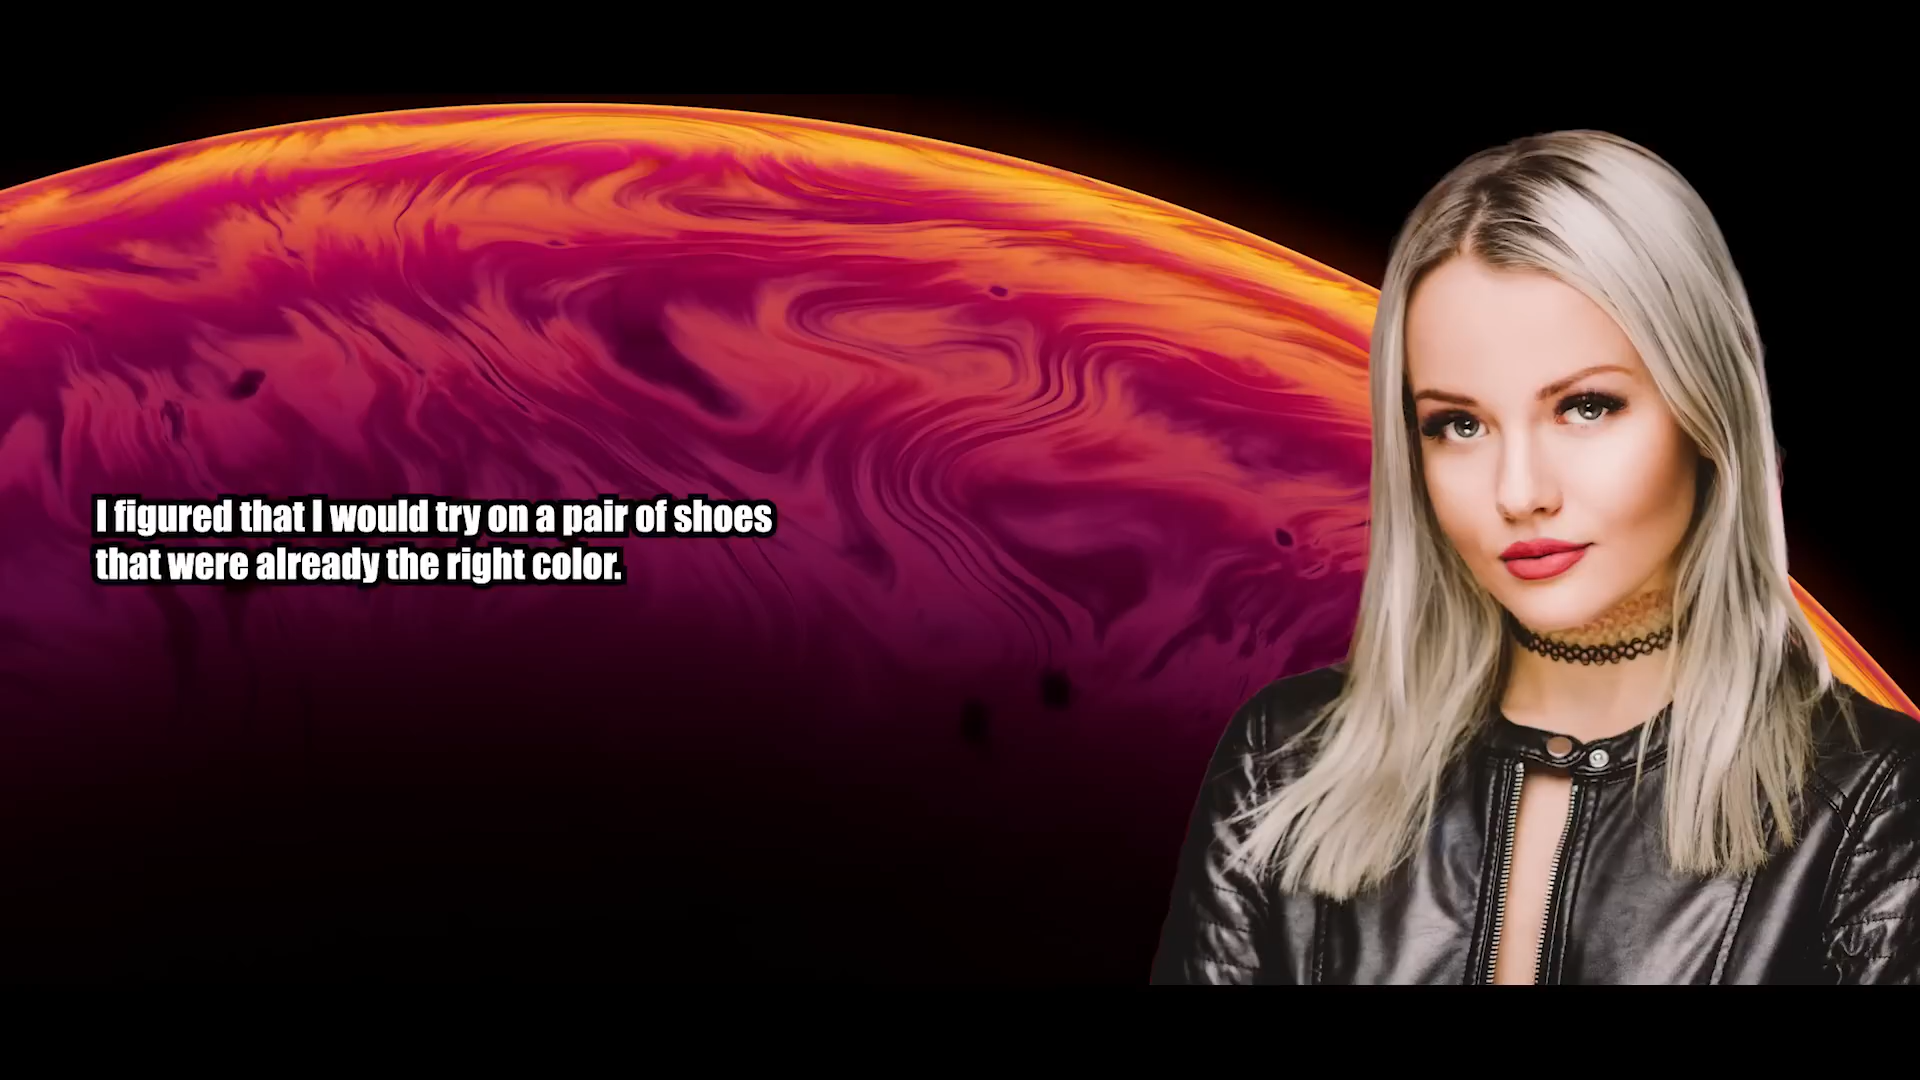 I figured that I would try on a pair of shoes
that were already the right color.